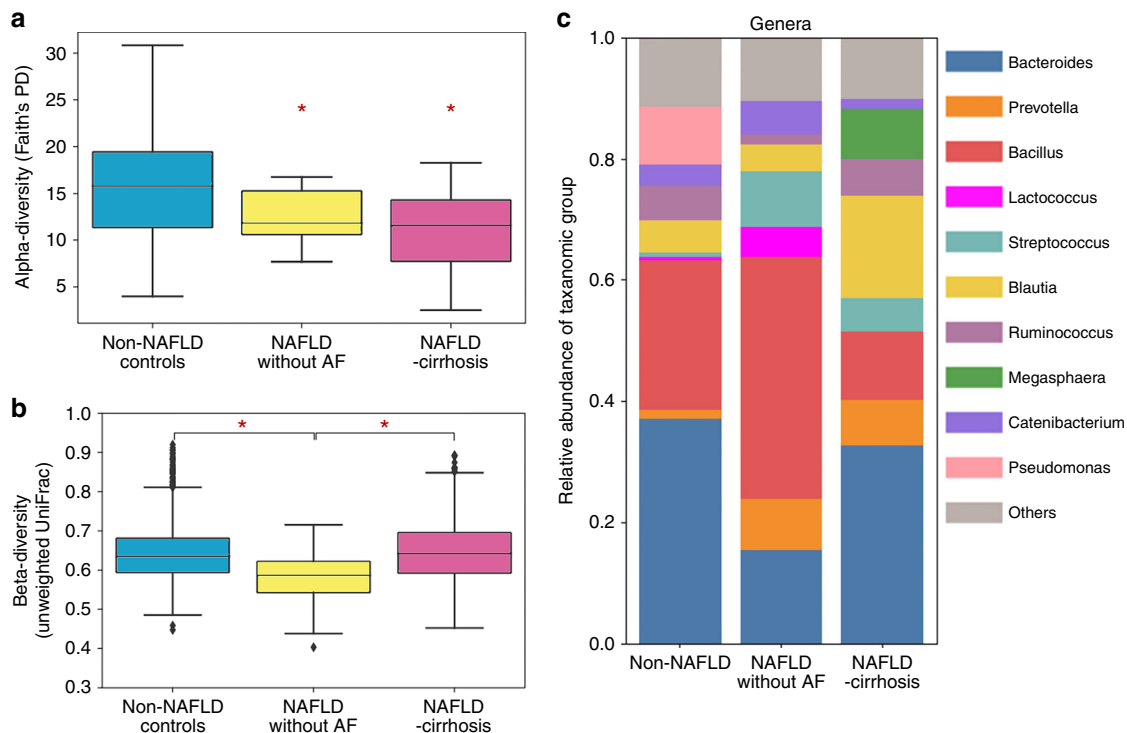 a
Alpha-diversity (Faith's PD)
30
25
20
15
10
5
*
*
Non-NAFLD
controls
NAFLD
without AF
NAFLD
-cirrhosis
b
Beta-diversity
(unweighted UniFrac)
1.0
0.9
0.8
0.7
0.6
0.5
0.4
0.3
*
*
Non-NAFLD
controls
NAFLD
without AF
NAFLD
-cirrhosis
c
Genera
Relative abundance of taxanomic group
1.0
0.8
0.6
0.4
0.2
0.0
Non-NAFLD
NAFLD
without AF
NAFLD
-cirrhosis
Bacteroides
Prevotella
Bacillus
Lactococcus
Streptococcus
Blautia
Ruminococcus
Megasphaera
Catenibacterium
Pseudomonas
Others